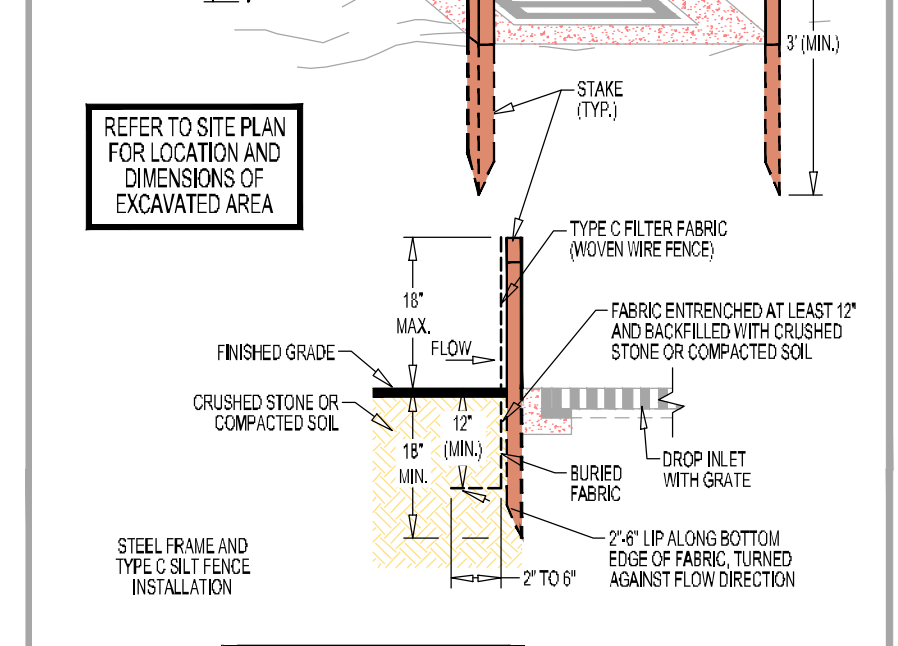 3' (MIN.)
STAKE
(TYP.)
REFER TO SITE PLAN
FOR LOCATION AND
DIMENSIONS OF
EXCAVATED AREA
TYPE C FILTER FABRIC
(WOVEN WIRE FENCE)
18"
MAX.
FLOW
FABRIC ENTRENCHED AT LEAST 12"
AND BACKFILLED WITH CRUSHED
STONE OR COMPACTED SOIL
FINISHED GRADE
CRUSHED STONE OR
COMPACTED SOIL
12"
(MIN.)
18"
MIN.
BURIED
FABRIC
DROP INLET
WITH GRATE
2"-6" LIP ALONG BOTTOM
EDGE OF FABRIC, TURNED
AGAINST FLOW DIRECTION
2" TO 6"
STEEL FRAME AND
TYPE C SILT FENCE
INSTALLATION